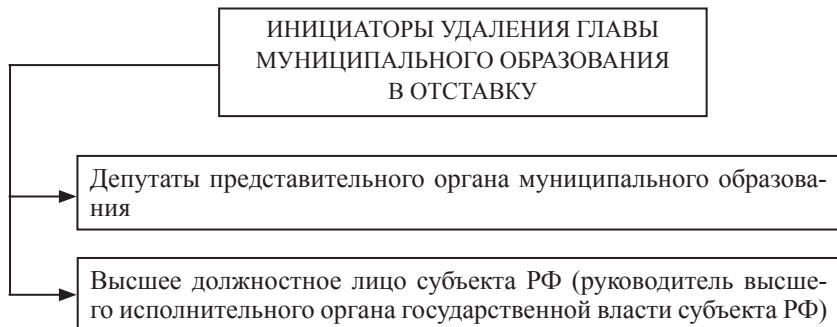 ИНИЦИАТОРЫ УДАЛЕНИЯ ГЛАВЫ
МУНИЦИПАЛЬНОГО ОБРАЗОВАНИЯ
В ОТСТАВКУ
Депутаты представительного органа муниципального образова-
ния
Высшее должностное лицо субъекта РФ (руководитель высше-
го исполнительного органа государственной власти субъекта РФ)